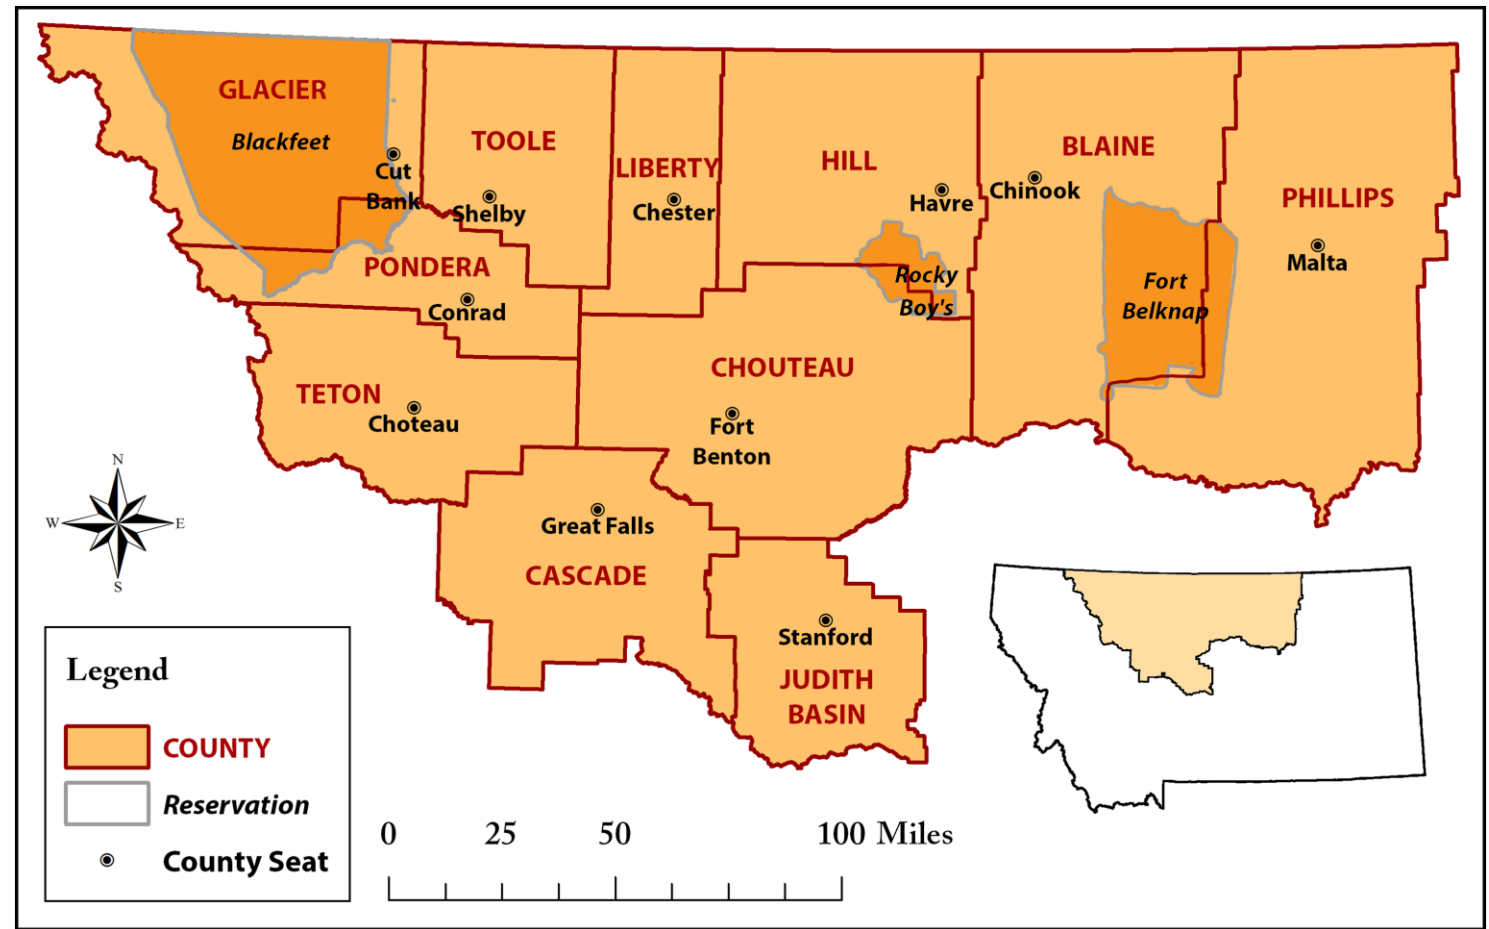 GLACIER
Blackfeet
Cut
Bank
TOOLE
Shelby
LIBERTY
Chester
HILL
Havre
BLAINE
Chinook
PHILLIPS
Malta
PONDERA
Conrad
Rocky
Boy's
Fort
Belknap
TETON
Choteau
CHOUTEAU
Fort
Benton
Great Falls
CASCADE
Stanford
JUDITH
BASIN
N
W
E
S
Legend
COUNTY
Reservation
County Seat
0 25 50 100 Miles